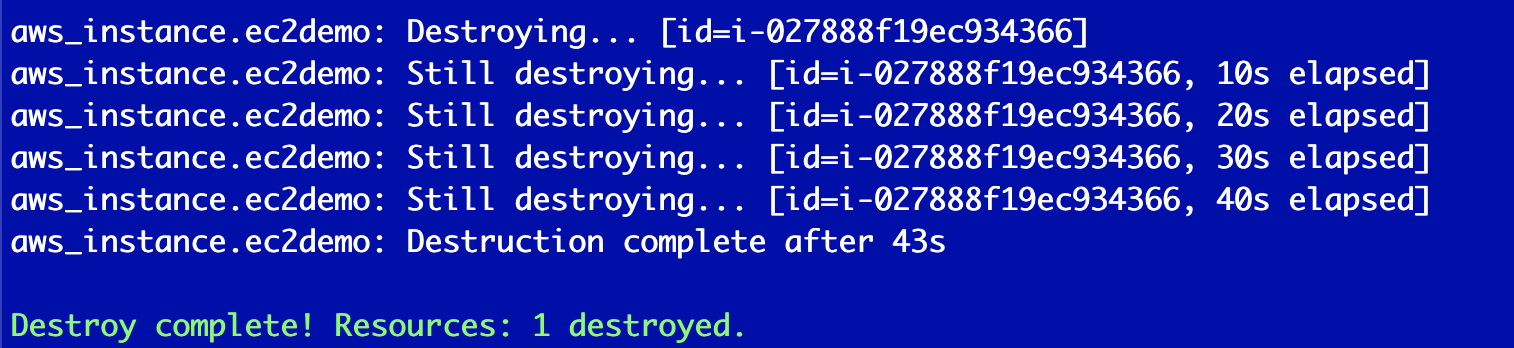 aws_instance.ec2demo: Destroying... [id=i-027888f19ec934366]
aws_instance.ec2demo: Still destroying... [id=i-027888f19ec934366, 10s elapsed]
aws_instance.ec2demo: Still destroying... [id=i-027888f19ec934366, 20s elapsed]
aws_instance.ec2demo: Still destroying... [id=i-027888f19ec934366, 30s elapsed]
aws_instance.ec2demo: Still destroying... [id=i-027888f19ec934366, 40s elapsed]
aws_instance.ec2demo: Destruction complete after 43s
Destroy complete! Resources: 1 destroyed.